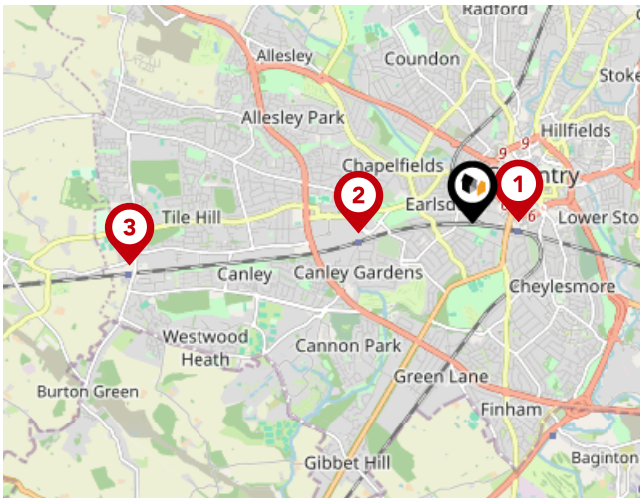 Radford
Allesley
Coundon
Stoke
Allesley Park
9
Hillfields
9
Chapelfields
ntry
2
1
Earlsd
3
Tile Hill
6
Lower Sto
Canley
Canley Gardens
Cheylesmore
Westwood
Heath
Cannon Park
Green Lane
Burton Green
Finham
Gibbet Hill
Baginton